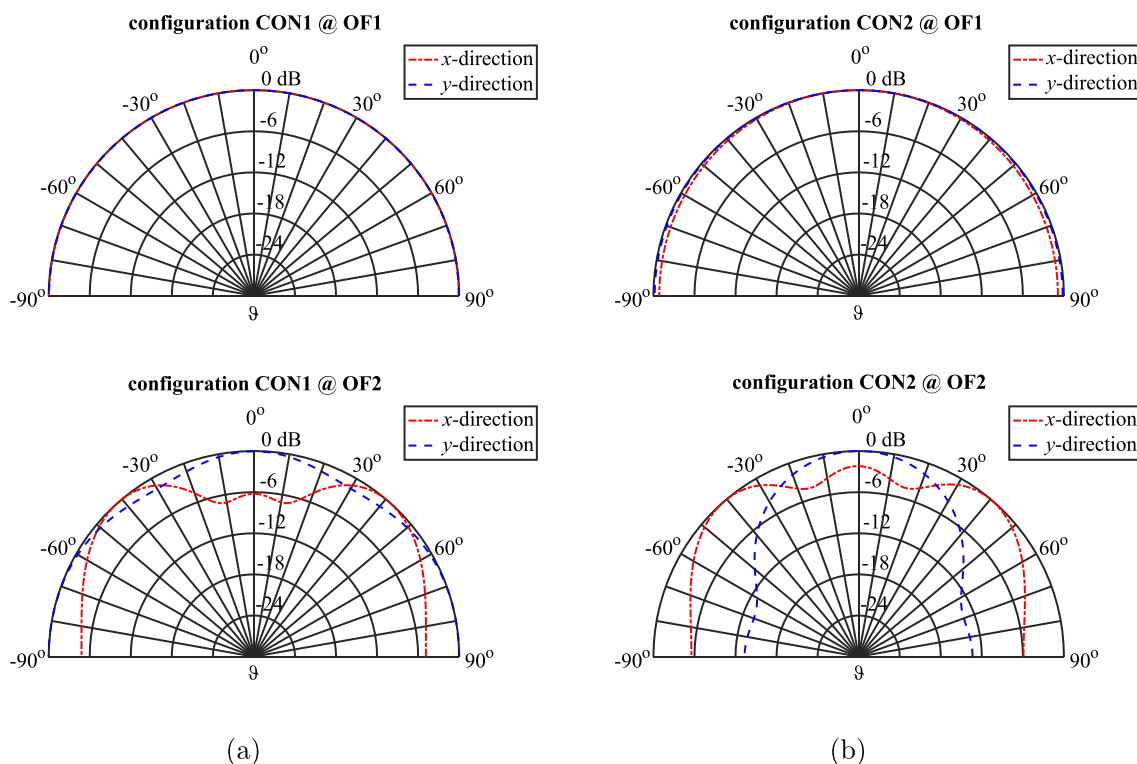 configuration CON1 @ OF1
x-direction
y-direction
0°
0 dB
-30°
30°
-6
-12
-60°
60°
-18
-24
-90°
90°
ϑ
configuration CON2 @ OF1
x-direction
y-direction
0°
0 dB
-30°
30°
-6
-12
-60°
60°
-18
-24
-90°
90°
ϑ
configuration CON1 @ OF2
x-direction
y-direction
0°
0 dB
-30°
30°
-6
-12
-60°
60°
-18
-24
-90°
90°
ϑ
configuration CON2 @ OF2
x-direction
y-direction
0°
0 dB
-30°
30°
-6
-12
-60°
60°
-18
-24
-90°
90°
ϑ
(a)
(b)